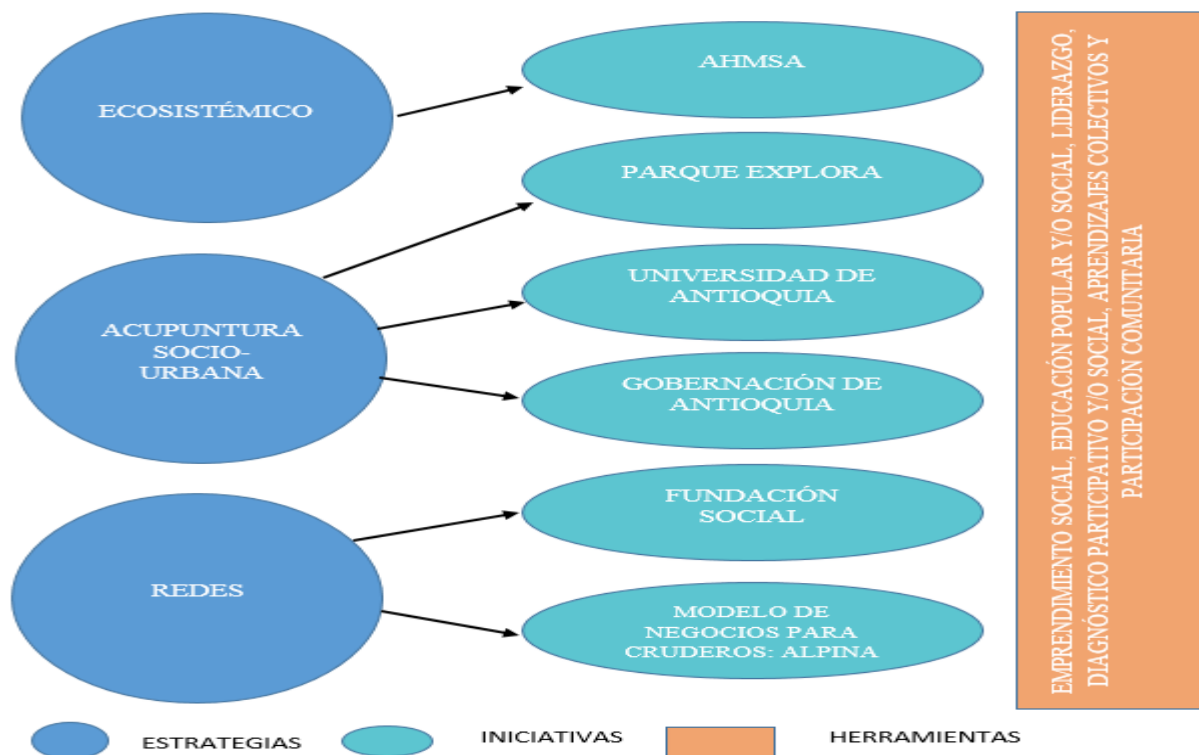 ECOSISTÉMICO
AHMSA
PARQUE EXPLORA
ACUPUNTURA
SOCIO-
URBANA
UNIVERSIDAD DE
ANTIOQUIA
GOBERNACIÓN DE
ANTIOQUIA
REDES
FUNDACIÓN
SOCIAL
MODELO DE
NEGOCIOS PARA
CRUDEROS: ALPINA
EMPRENDIMIENTO SOCIAL, EDUCACIÓN POPULAR Y/O SOCIAL, LIDERAZGO,
DIAGNÓSTICO PARTICIPATIVO Y/O SOCIAL, APRENDIZAJES COLECTIVOS Y
PARTICIPACIÓN COMUNITARIA
ESTRATEGIAS
INICIATIVAS
HERRAMIENTAS